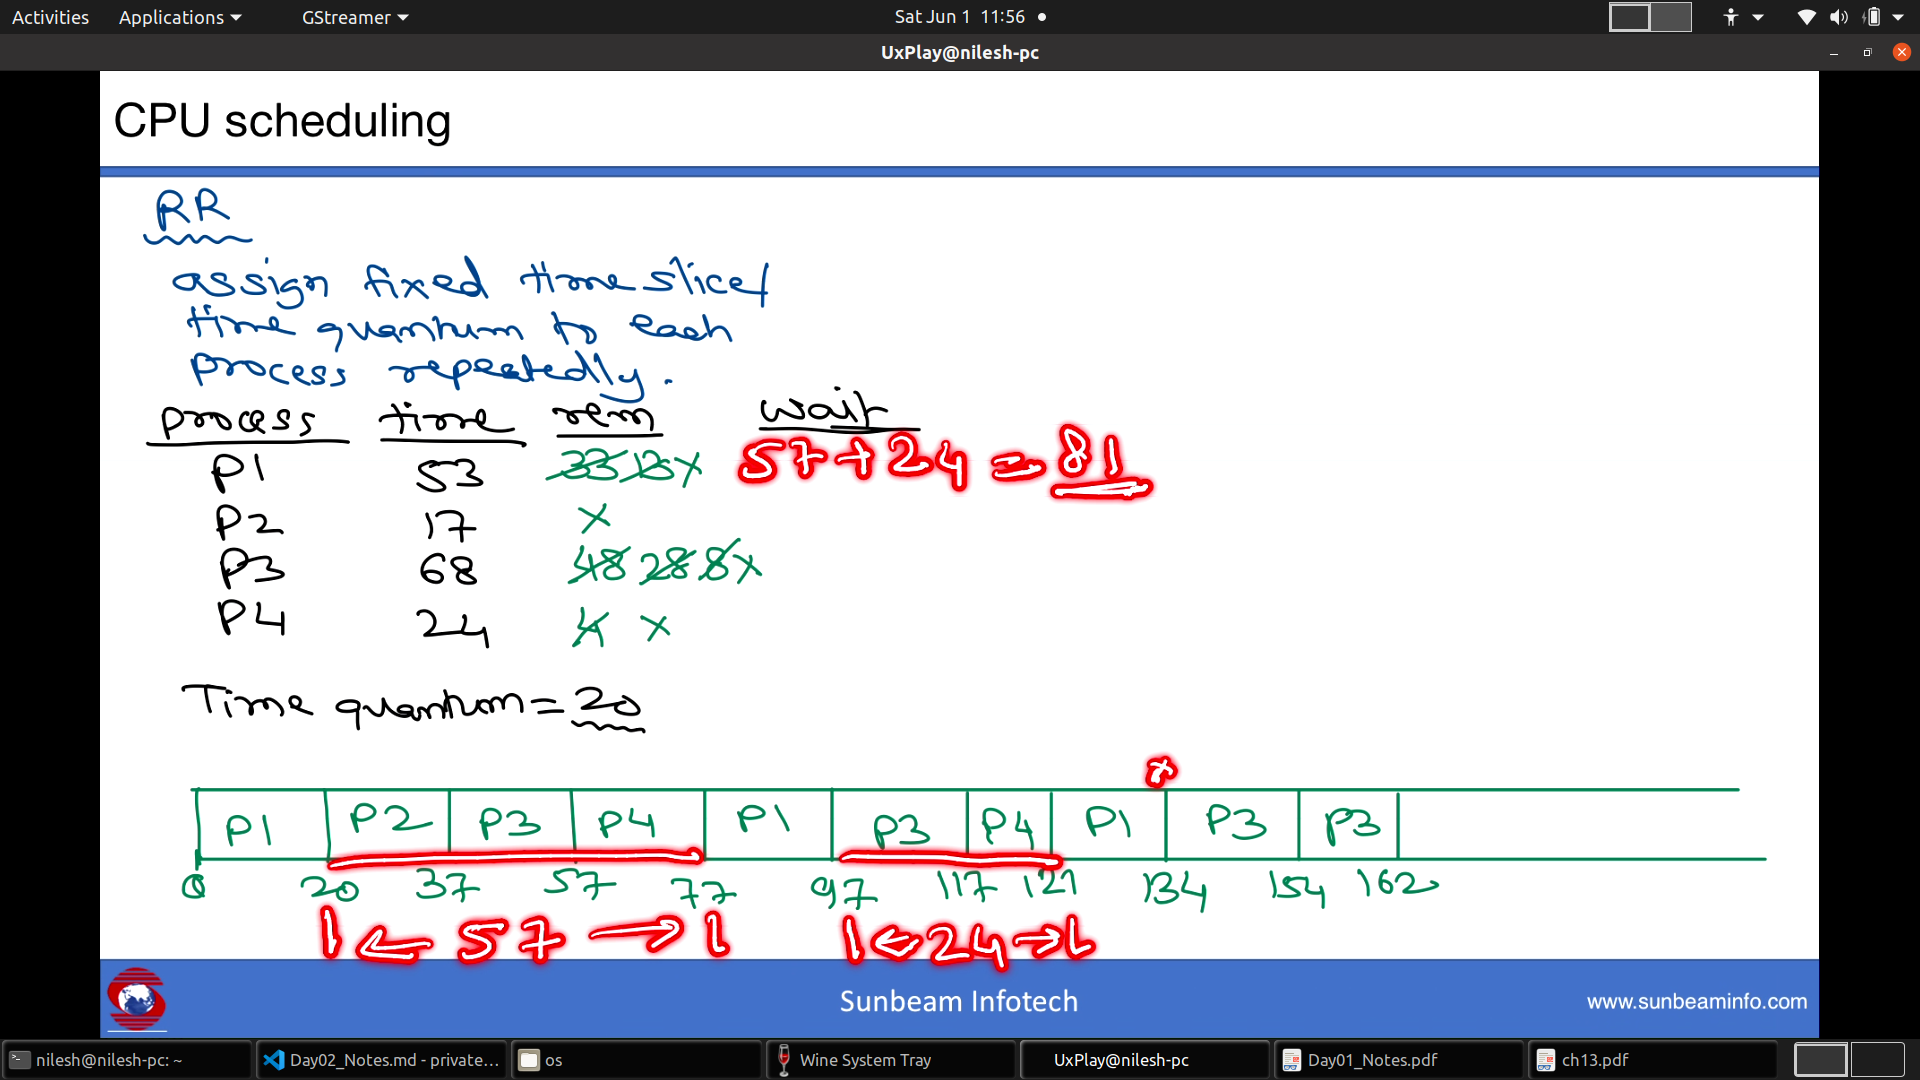 Activities Applications GStreamer Sat Jun 1 11:56
UxPlay@nilesh-pc
CPU scheduling
RR
assign fixed time slice/
time quantum to each
process repeatedly.
process time rem wait
P1 53 33 13 x 57+24 = 81
P2 17 x
P3 68 48 28 8 x
P4 24 4 x
Time quantum = 20
x
P1 P2 P3 P4 P1 P3 P4 P1 P3 P3
0 20 37 57 77 97 117 121 134 154 162
|← 57 →| |← 24 →|
Sunbeam Infotech www.sunbeaminfo.com
nilesh@nilesh-pc: ~ Day02_Notes.md - private... os Wine System Tray UxPlay@nilesh-pc Day01_Notes.pdf ch13.pdf